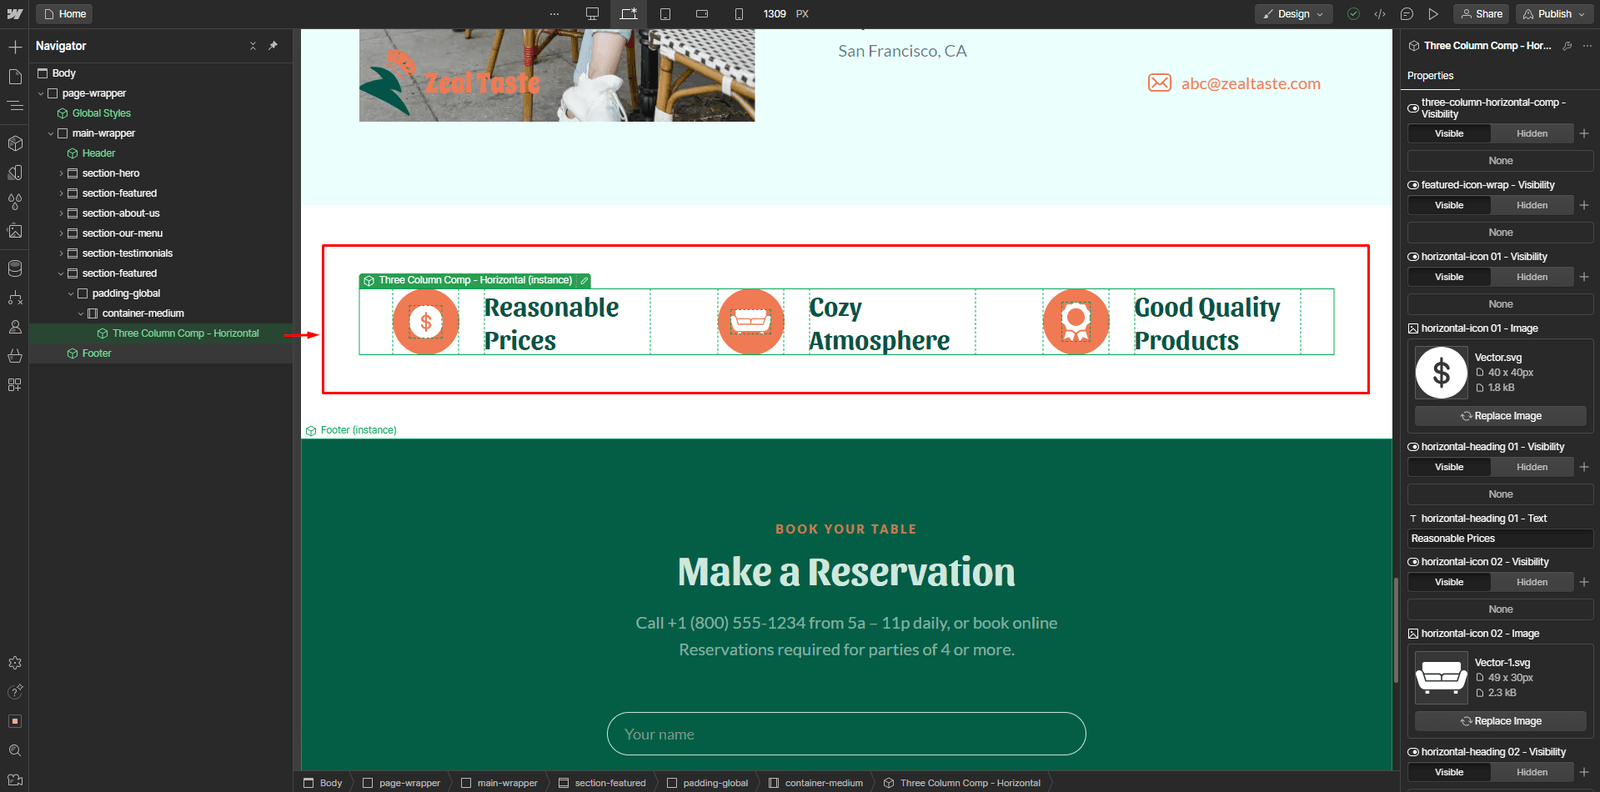 Home
1309 PX
Design
Share
Publish
Navigator
Body
page-wrapper
Global Styles
main-wrapper
Header
section-hero
section-featured
section-about-us
section-our-menu
section-testimonials
section-featured
padding-global
container-medium
Three Column Comp - Horizontal
Footer
Zeal Taste
San Francisco, CA
abc@zealtaste.com
Three Column Comp - Horizontal (instance)
Reasonable
Prices
Cozy
Atmosphere
Good Quality
Products
Footer (instance)
BOOK YOUR TABLE
Make a Reservation
Call +1 (800) 555-1234 from 5a – 11p daily, or book online
Reservations required for parties of 4 or more.
Your name
Body
page-wrapper
main-wrapper
section-featured
padding-global
container-medium
Three Column Comp - Horizontal
Three Column Comp - Hor...
Properties
three-column-horizontal-comp -
Visibility
Visible Hidden
None
featured-icon-wrap - Visibility
Visible Hidden
None
horizontal-icon 01 - Visibility
Visible Hidden
None
horizontal-icon 01 - Image
Vector.svg
40 x 40px
1.8 kB
Replace Image
horizontal-heading 01 - Visibility
Visible Hidden
None
horizontal-heading 01 - Text
Reasonable Prices
horizontal-icon 02 - Visibility
Visible Hidden
None
horizontal-icon 02 - Image
Vector-1.svg
49 x 30px
2.3 kB
Replace Image
horizontal-heading 02 - Visibility
Visible Hidden